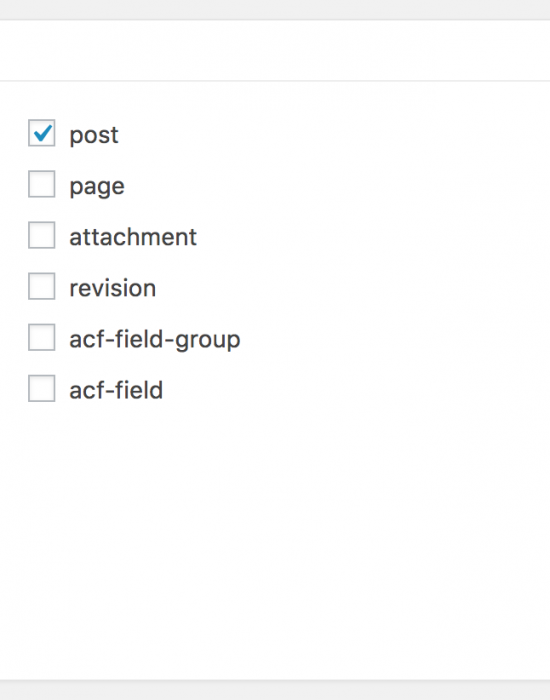 post
page
attachment
revision
acf-field-group
acf-field